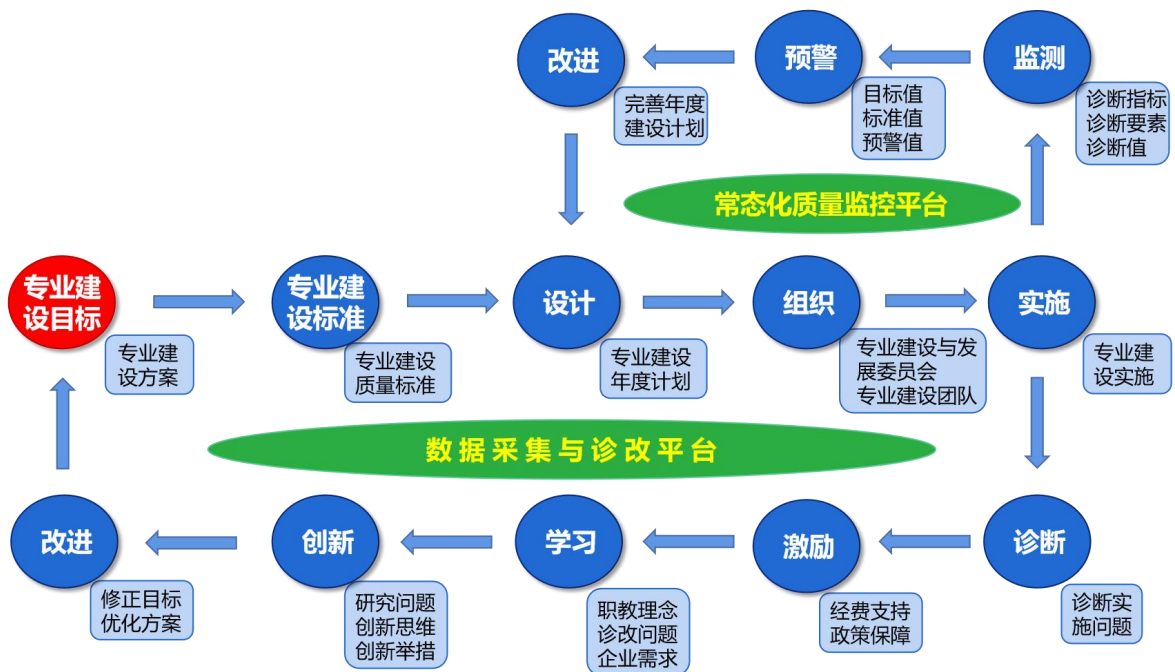 改进
完善年度
建设计划
预警
目标值
标准值
预警值
监测
诊断指标
诊断要素
诊断值
常态化质量监控平台
专业建
设目标
专业建
设方案
专业建
设标准
专业建设
质量标准
设计
专业建设
年度计划
组织
专业建设与发
展委员会
专业建设团队
实施
专业建
设实施
数据采集与诊改平台
改进
修正目标
优化方案
创新
研究问题
创新思维
创新举措
学习
职教理念
诊改问题
企业需求
激励
经费支持
政策保障
诊断
诊断实
施问题